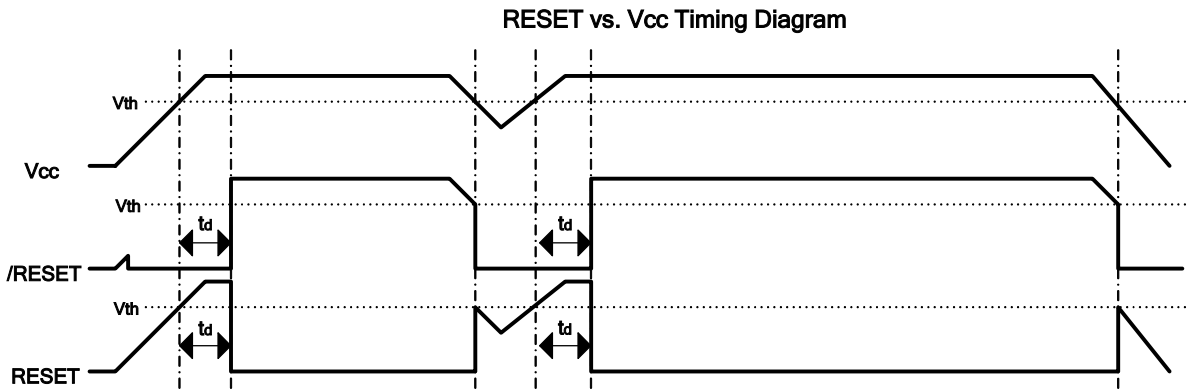 RESET vs. Vcc Timing Diagram
Vth
Vcc
Vth
td
td
/RESET
Vth
td
td
RESET